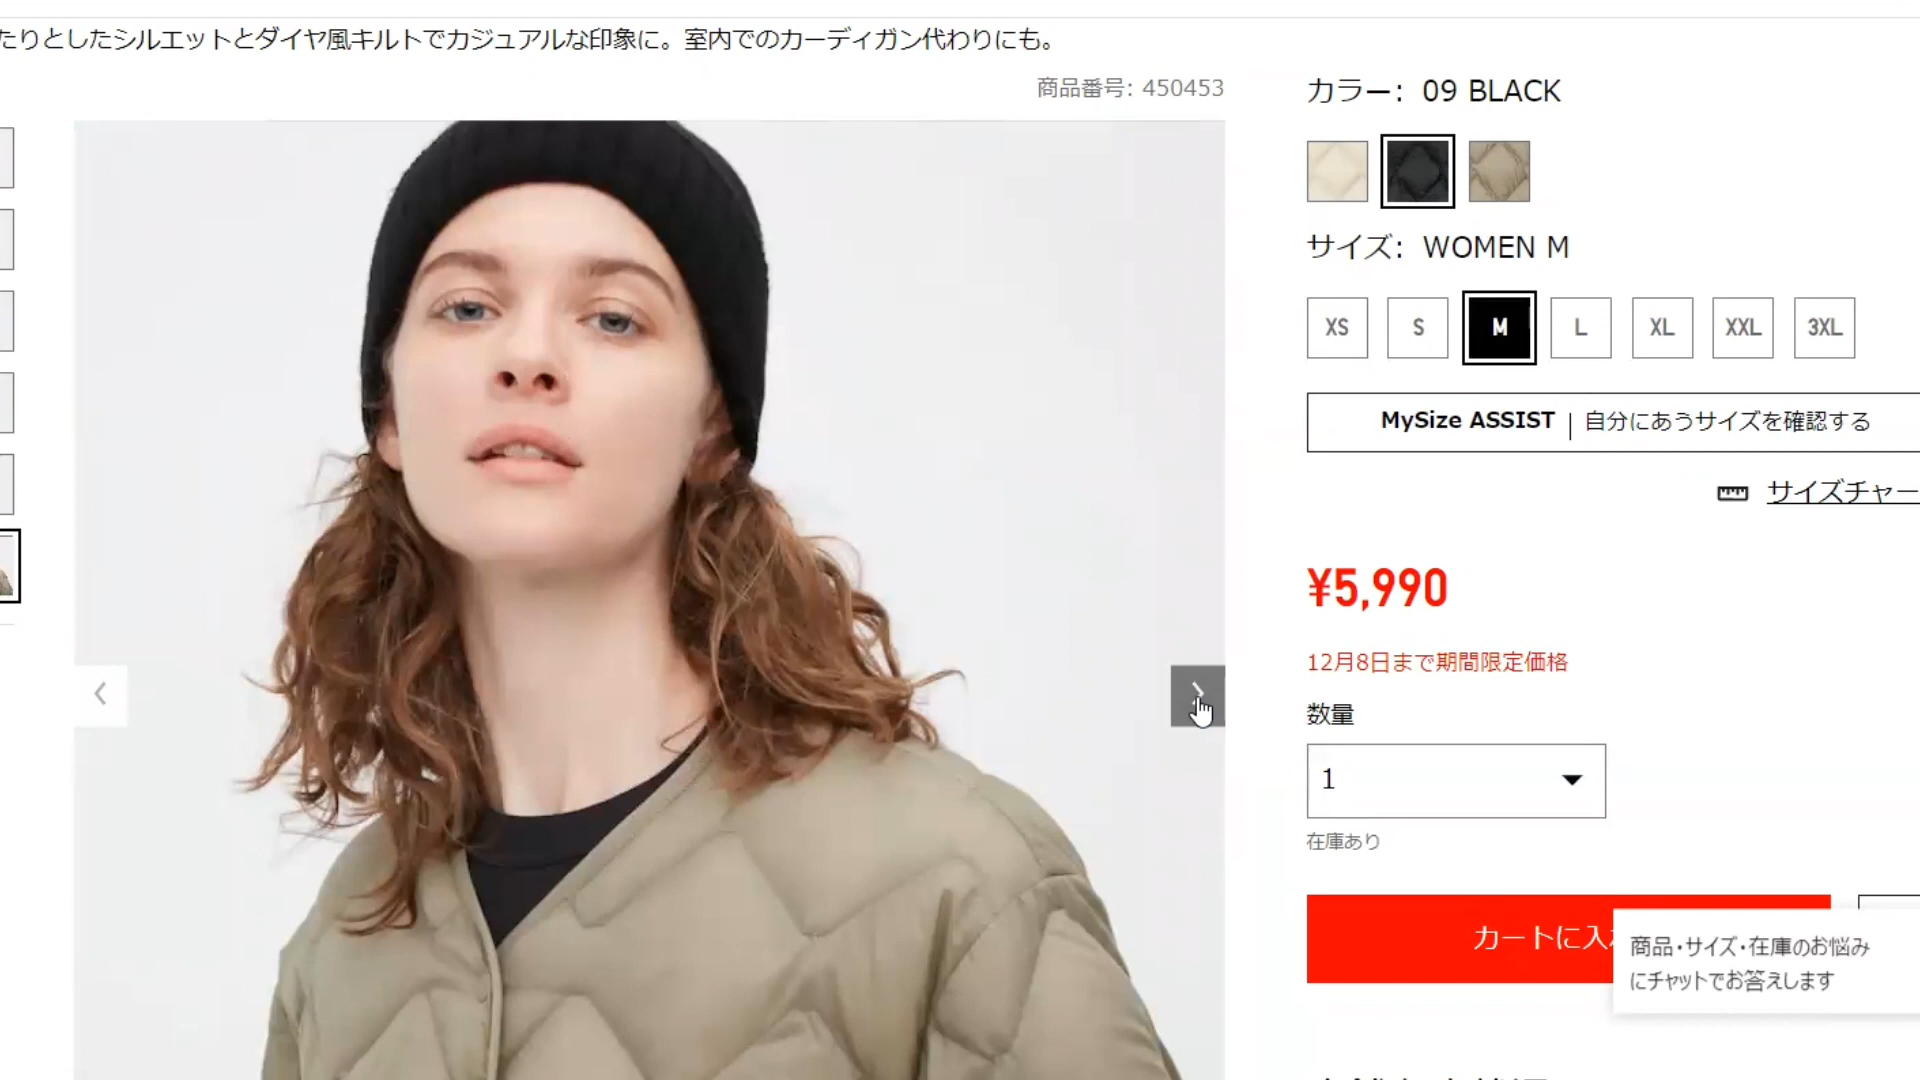 たりとしたシルエットとダイヤ風キルトでカジュアルな印象に。室内でのカーディガン代わりにも。
商品番号: 450453
カラー: 09 BLACK
サイズ: WOMEN M
XS S M L XL XXL 3XL
MySize ASSIST | 自分にあうサイズを確認する
サイズチャー
¥5,990
12月8日まで期間限定価格
数量
1
在庫あり
カートに入
商品・サイズ・在庫のお悩み
にチャットでお答えします